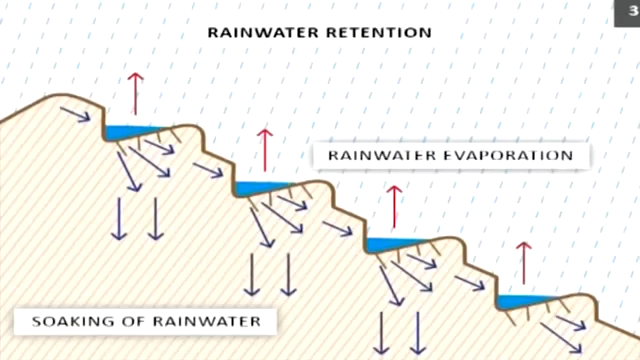 3
RAINWATER RETENTION
RAINWATER EVAPORATION
SOAKING OF RAINWATER